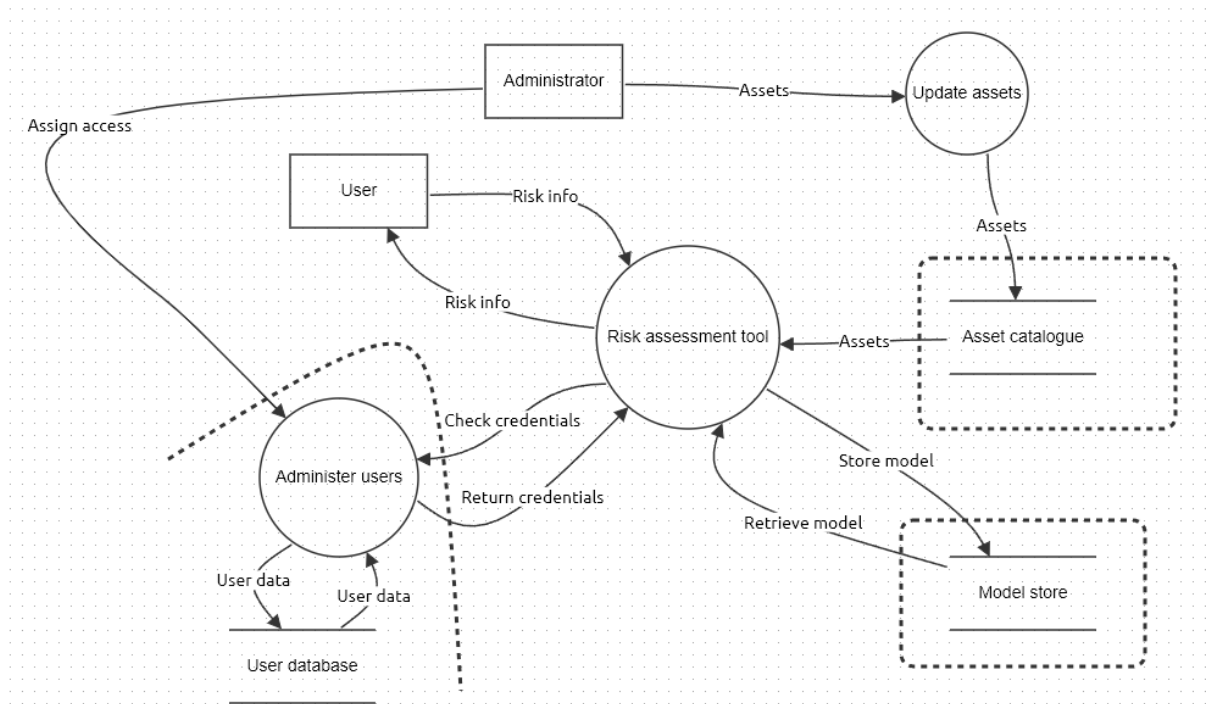 Administrator
Assets
Update assets
Assign access
User
Risk info
Assets
Risk info
Risk assessment tool
Assets
Asset catalogue
Check credentials
Store model
Administer users
Return credentials
Retrieve model
User data
User data
Model store
User database